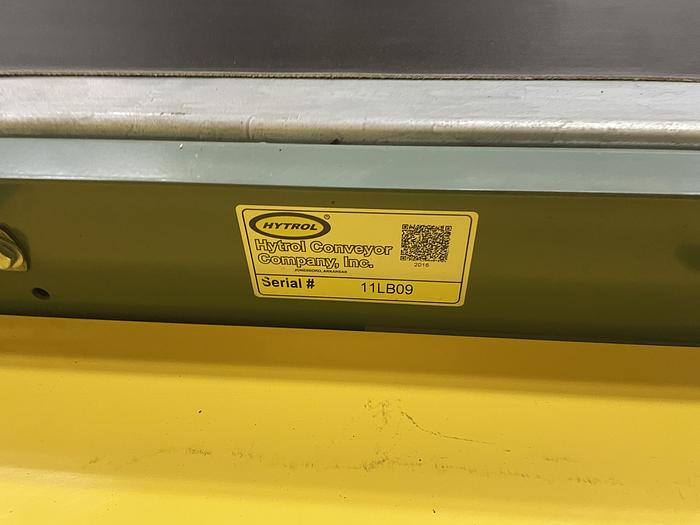 HYTROL®
Hytrol Conveyor
Company, Inc.
JONESBORO, ARKANSAS
2016
Serial # 11LB09